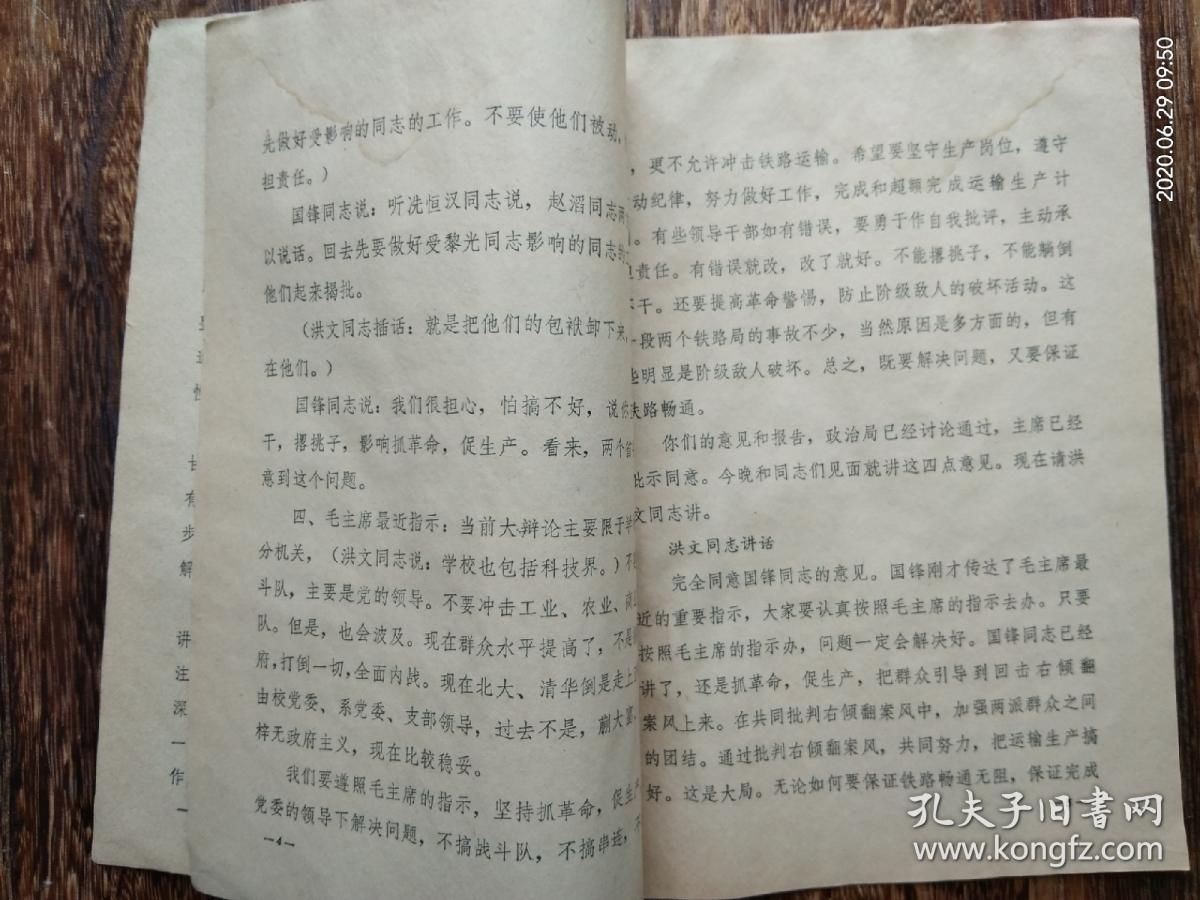 先做好受影响的同志的工作。不要使他们被动，
担责任。）
国锋同志说：听冼恒汉同志说，赵滔同志
以说话。回去先要做好受黎光同志影响的同志的
他们起来揭批。
（洪文同志插话：就是把他们的包袱卸下来，
在他们。）
国锋同志说：我们很担心，怕搞不好，说你
干，撂挑子，影响抓革命，促生产。看来，两个省
意到这个问题。
四、毛主席最近指示：当前大辩论主要限于学
分机关，（洪文同志说：学校也包括科技界。）不
斗队，主要是党的领导。不要冲击工业、农业、商
队。但是，也会波及。现在群众水平提高了，不是
府，打倒一切，全面内战。现在北大、清华倒是走上
由校党委、系党委、支部领导，过去不是，蒯大富、
梓无政府主义，现在比较稳妥。
我们要遵照毛主席的指示，坚持抓革命，促生产
党委的领导下解决问题，不搞战斗队，不搞串连，不
—4—
，更不允许冲击铁路运输。希望要坚守生产岗位，遵守
动纪律，努力做好工作，完成和超额完成运输生产计
。有些领导干部如有错误，要勇于作自我批评，主动承
责任。有错误就改，改了就好。不能撂挑子，不能躺倒
干。还要提高革命警惕，防止阶级敌人的破坏活动。这
一段两个铁路局的事故不少，当然原因是多方面的，但有
些明显是阶级敌人破坏。总之，既要解决问题，又要保证
铁路畅通。
你们的意见和报告，政治局已经讨论通过，主席已经
批示同意。今晚和同志们见面就讲这四点意见。现在请洪
文同志讲。
洪文同志讲话
完全同意国锋同志的意见。国锋刚才传达了毛主席最
近的重要指示，大家要认真按照毛主席的指示去办。只要
按照毛主席的指示办，问题一定会解决好。国锋同志已经
讲了，还是抓革命，促生产，把群众引导到回击右倾翻
案风上来。在共同批判右倾翻案风中，加强两派群众之间
的团结。通过批判右倾翻案风，共同努力，把运输生产搞
好。这是大局。无论如何要保证铁路畅通无阻，保证完成
甘
有
步
解
讲
注
深
一
作
一
2020.06.29 09:50
孔夫子旧书网
www.kongfz.com